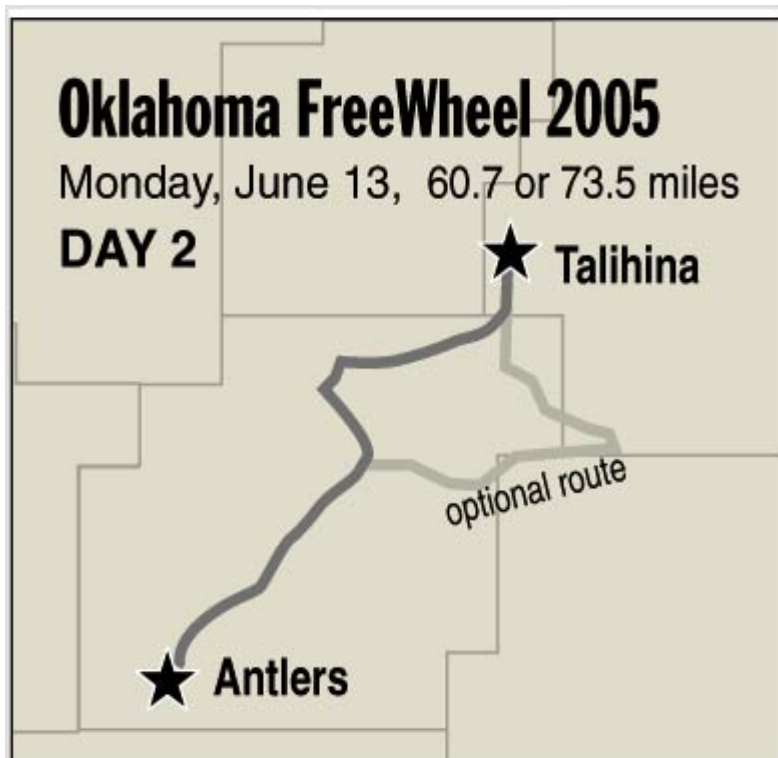 Oklahoma FreeWheel 2005
Monday, June 13, 60.7 or 73.5 miles
DAY 2
Talihina
optional route
Antlers